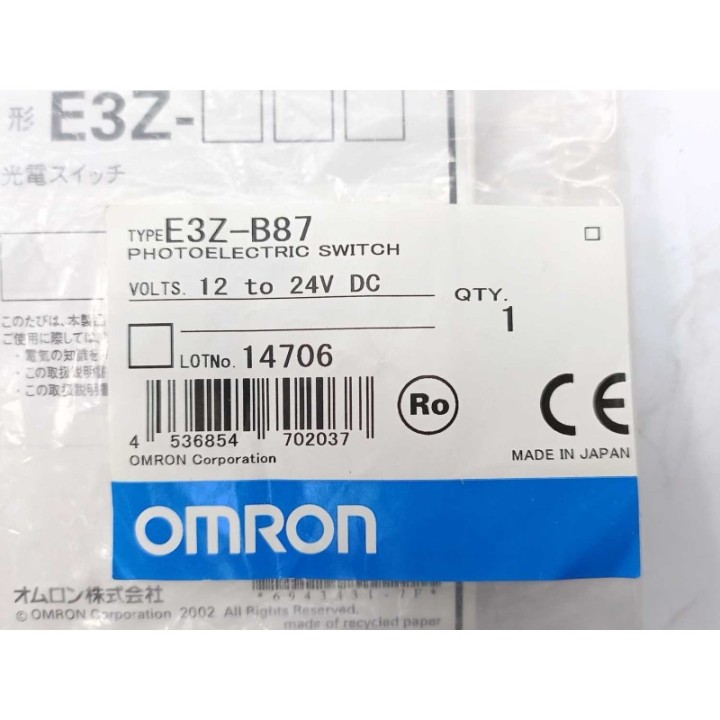 形 E3Z-□□□
光電スイッチ
このたびは、本製品
ご使用に際しては、
・電気の知識を
・この取扱説明
・この取扱説明書
TYPE E3Z-B87
PHOTOELECTRIC SWITCH
VOLTS. 12 to 24V DC
QTY. 1
LOTNo. 14706
4 536854 702037
Ro
CE
OMRON Corporation
MADE IN JAPAN
OMRON
オムロン株式会社
© OMRON Corporation 2002 All Rights Reserved.
made of recycled paper